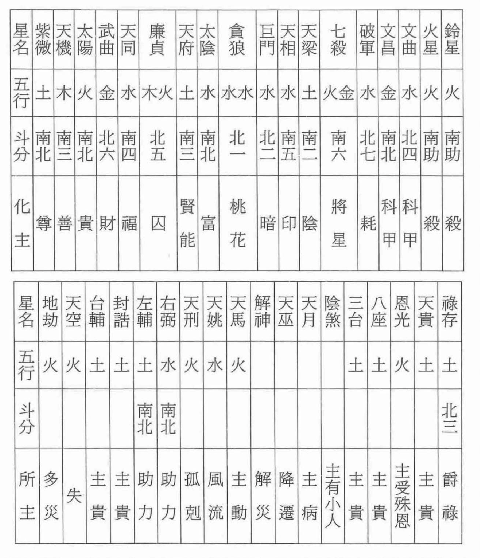 星名 紫微 天機 太陽 武曲 天同 廉貞 天府 太陰 貪狼 巨門 天相 天梁 七殺 破軍 文昌 文曲 火星 鈴星
五行 土 木 火 金 水 木火 土 水 水水 水 水 土 火金 水 金 水 火 火
斗分 南北 南三 南北 北六 南四 北五 南三 南北 北一 北二 南五 南二 南六 北七 南北 北四 南助 南助
化主 尊 善 貴 財 福 囚 賢能 富 桃花 暗 印 陰 將星 耗 科甲 科甲 殺 殺
星名 地劫 天空 台輔 封誥 左輔 右弼 天刑 天姚 天馬 解神 天巫 天月 陰煞 三台 八座 恩光 天貴 祿存
五行 火 火 土 土 土 水 火 水 火 土 土 火 土 土
斗分 南北 南北 北三
所主 多災 失 主貴 主貴 助力 助力 孤剋 風流 主動 解災 降遷 主病 主有小人 主貴 主貴 主受殊恩 主貴 爵祿